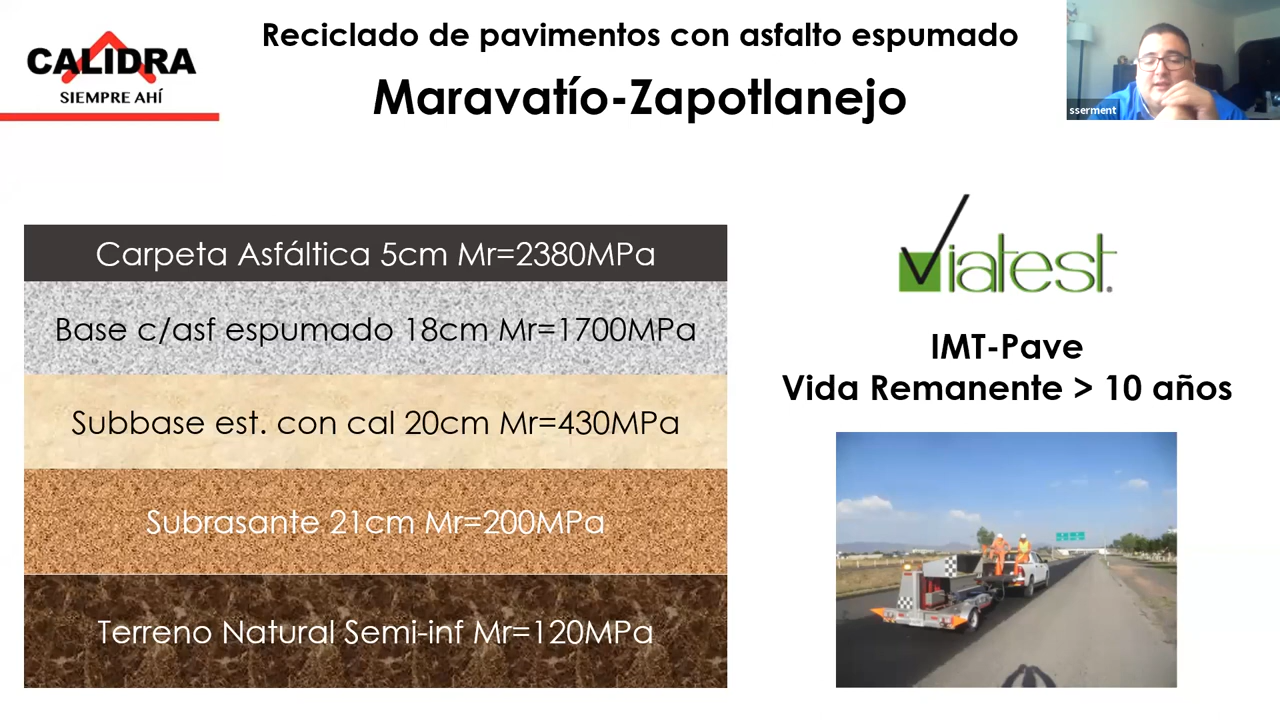 CALIDRA
SIEMPRE AHÍ
Reciclado de pavimentos con asfalto espumado
Maravatío-Zapotlanejo
sserment
Carpeta Asfáltica 5cm Mr=2380MPa
Base c/asf espumado 18cm Mr=1700MPa
Subbase est. con cal 20cm Mr=430MPa
Subrasante 21cm Mr=200MPa
Terreno Natural Semi-inf Mr=120MPa
Viatest
IMT-Pave
Vida Remanente > 10 años